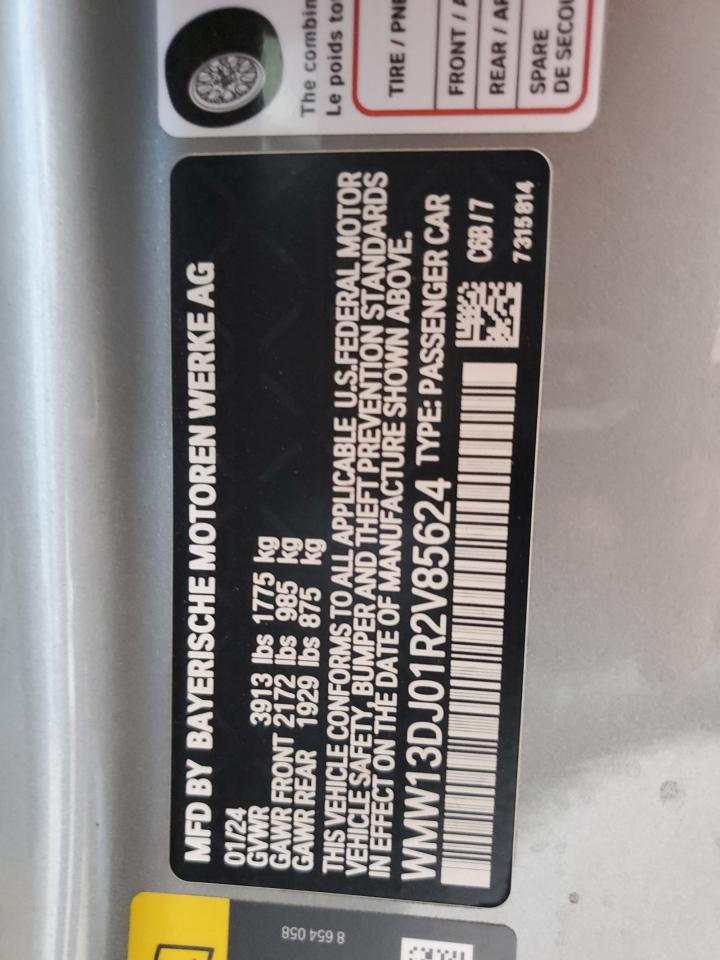 The combin
Le poids to
TIRE / PNE
FRONT / A
REAR / AR
SPARE
DE SECOU
MFD BY BAYERISCHE MOTOREN WERKE AG
01/24
GVWR 3913 lbs 1775 kg
GAWR FRONT 2172 lbs 985 kg
GAWR REAR 1929 lbs 875 kg
THIS VEHICLE CONFORMS TO ALL APPLICABLE U.S.FEDERAL MOTOR
VEHICLE SAFETY, BUMPER AND THEFT PREVENTION STANDARDS
IN EFFECT ON THE DATE OF MANUFACTURE SHOWN ABOVE.
WMW13DJ01R2V85624 TYPE: PASSENGER CAR
C6B / 7
7 315 814
8 654 058